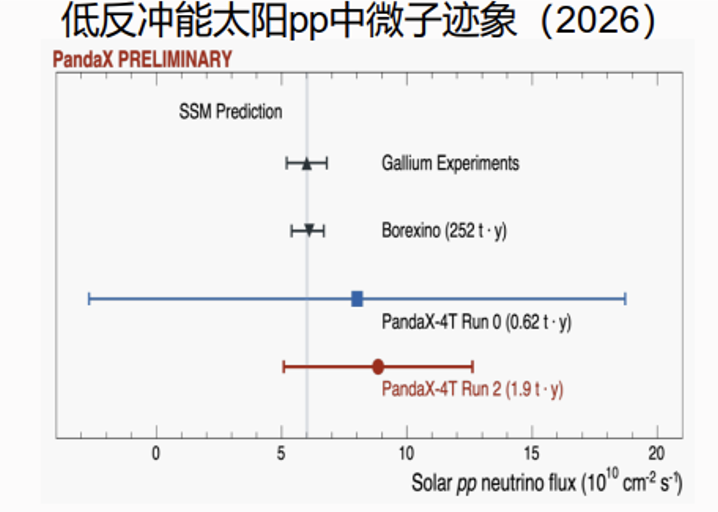 低反冲能太阳pp中微子迹象（2026）
PandaX PRELIMINARY
SSM Prediction
Gallium Experiments
Borexino (252 t · y)
PandaX-4T Run 0 (0.62 t · y)
PandaX-4T Run 2 (1.9 t · y)
0 5 10 15 20
Solar pp neutrino flux (10¹⁰ cm⁻² s⁻¹)